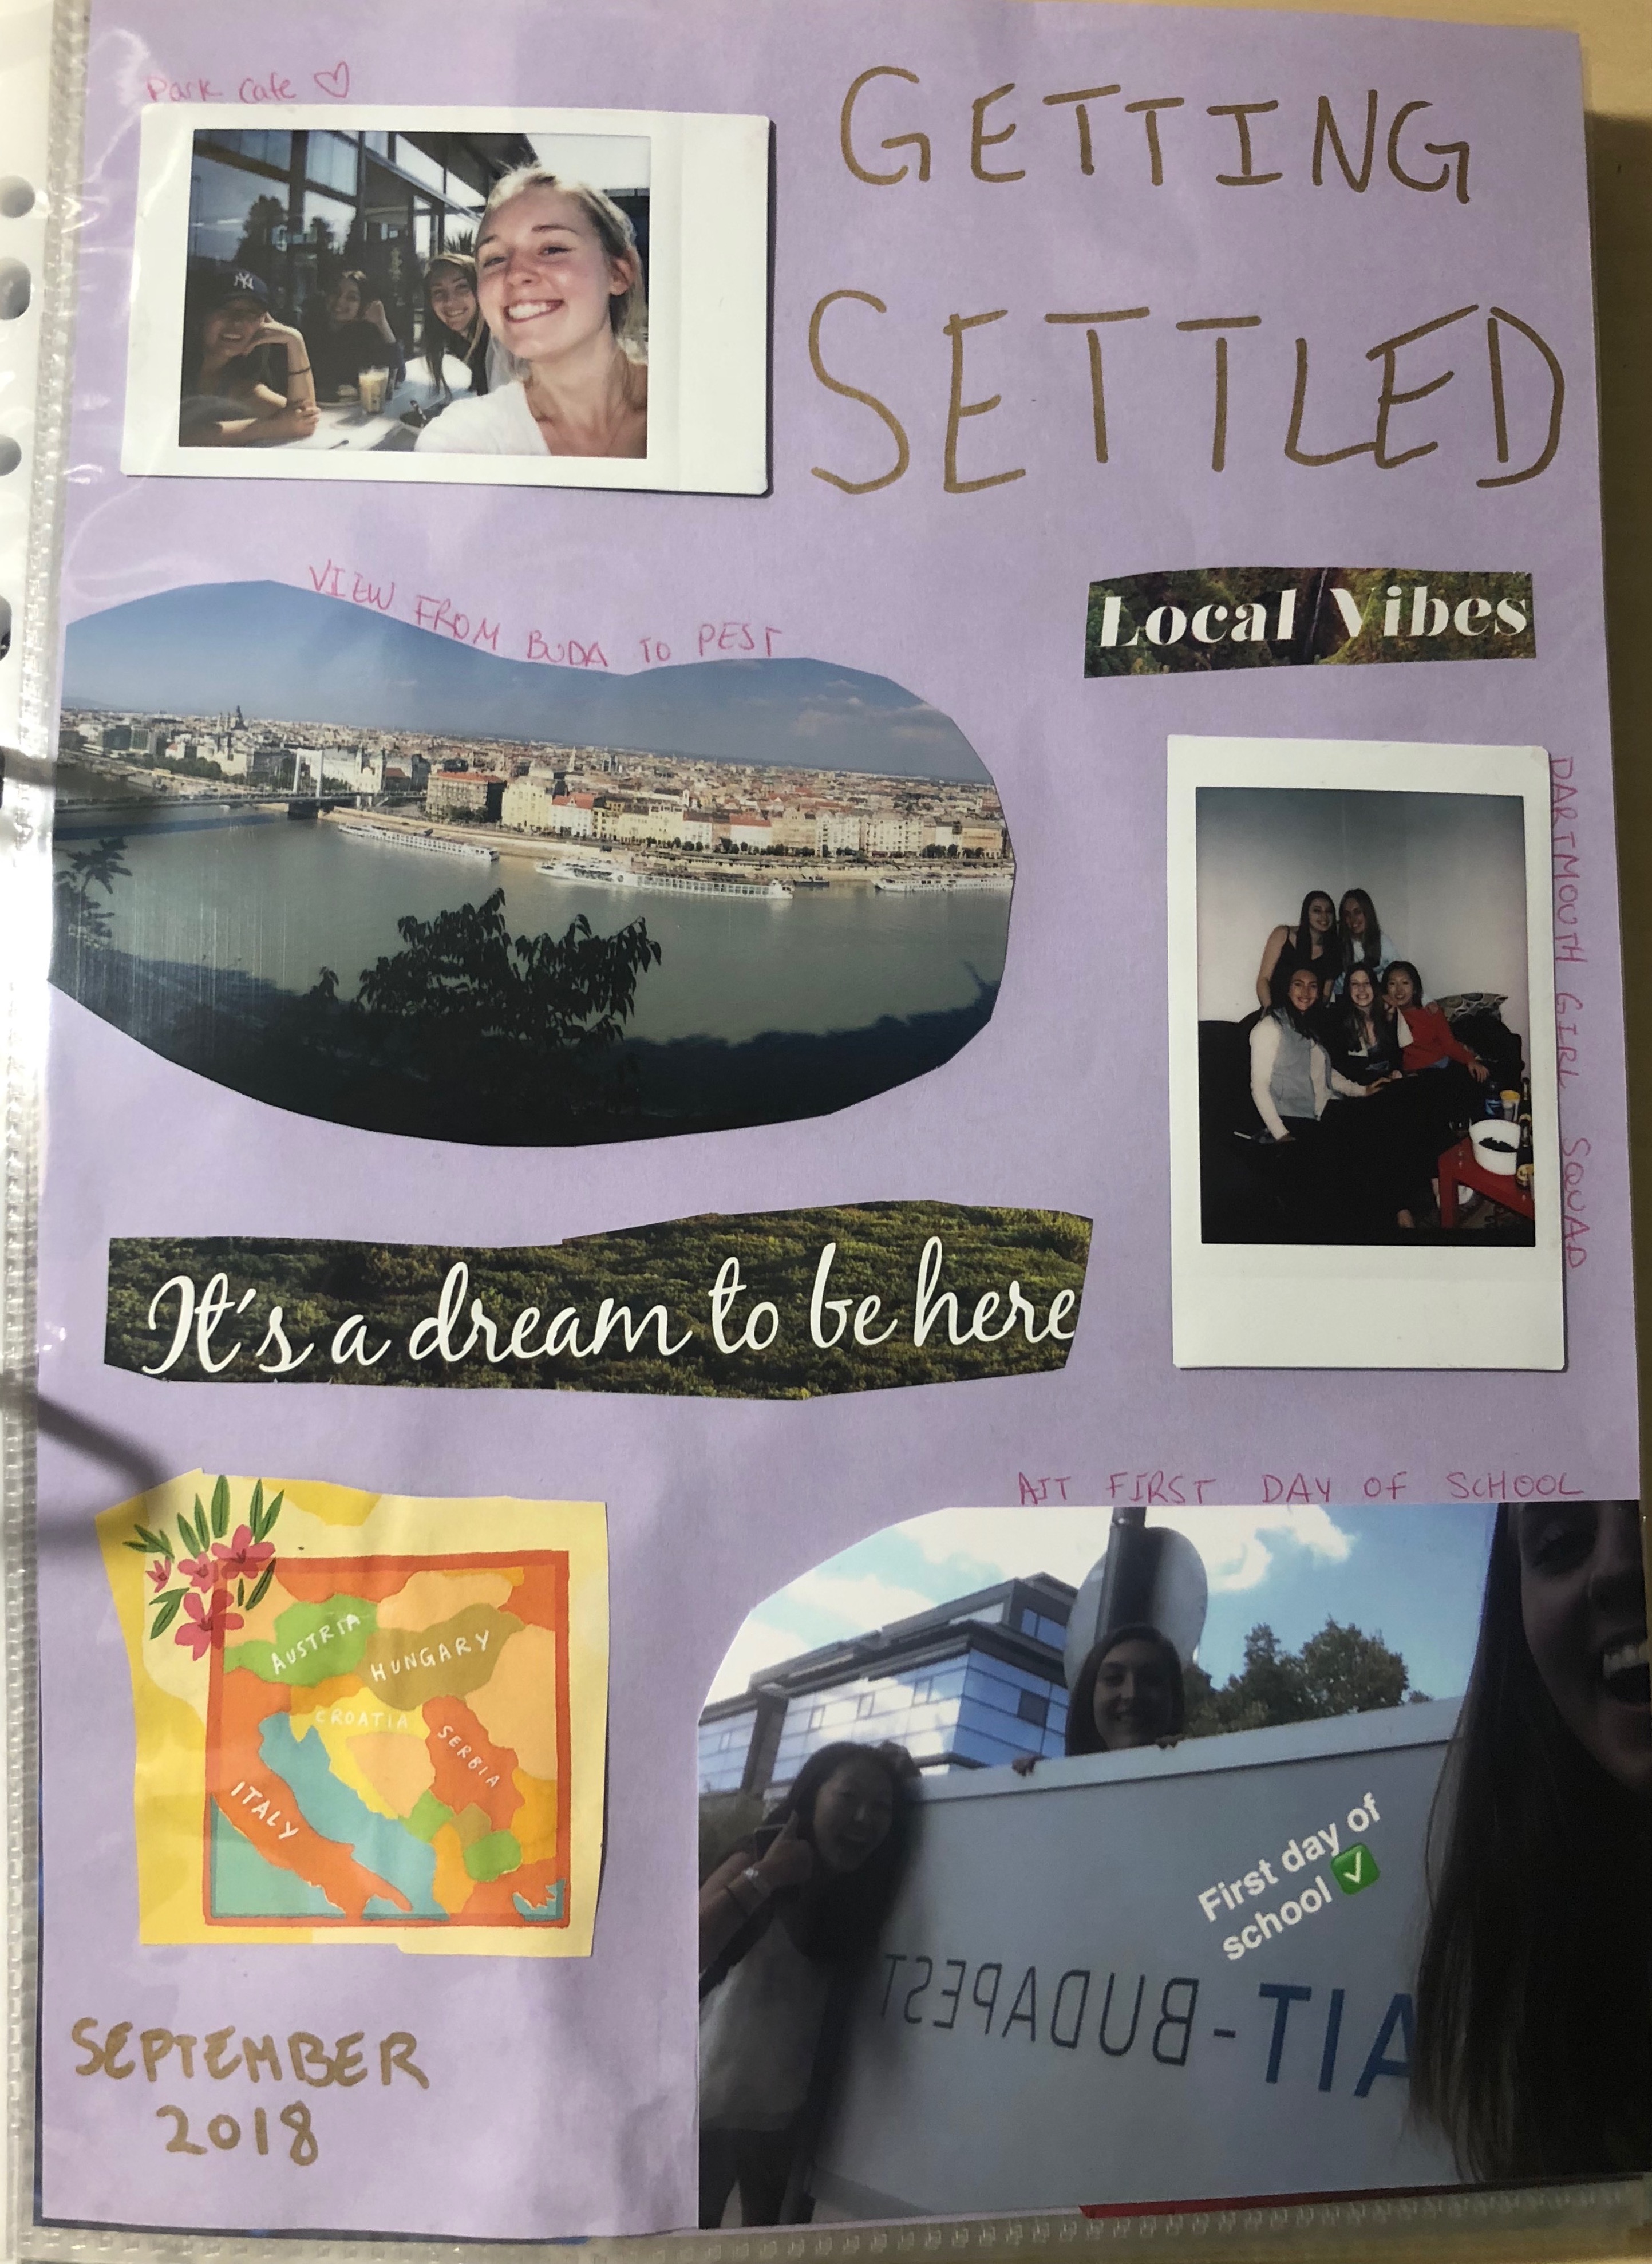 Park Cafe ♡
GETTING
SETTLED
NY
VIEW FROM BUDA TO PEST
Local Vibes
DARTMOUTH GIRL SQUAD
It's a dream to be here
AIT FIRST DAY OF SCHOOL
AUSTRIA
HUNGARY
CROATIA
SERBIA
ITALY
First day of
school ✅
AIT-BUDAPEST
SEPTEMBER
2018